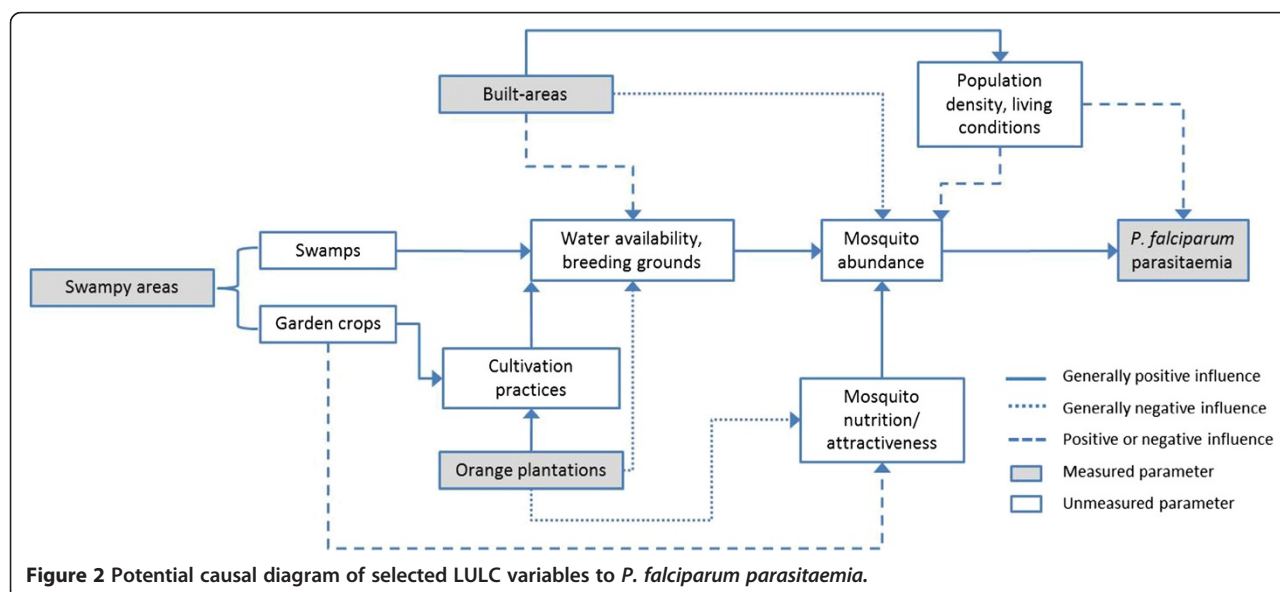 Built-areas
Population
density, living
conditions
Swampy areas
Swamps
Garden crops
Water availability,
breeding grounds
Mosquito
abundance
P. falciparum
parasitaemia
Cultivation
practices
Orange plantations
Mosquito
nutrition/
attractiveness
Generally positive influence
Generally negative influence
Positive or negative influence
Measured parameter
Unmeasured parameter
Figure 2 Potential causal diagram of selected LULC variables to P. falciparum parasitaemia.